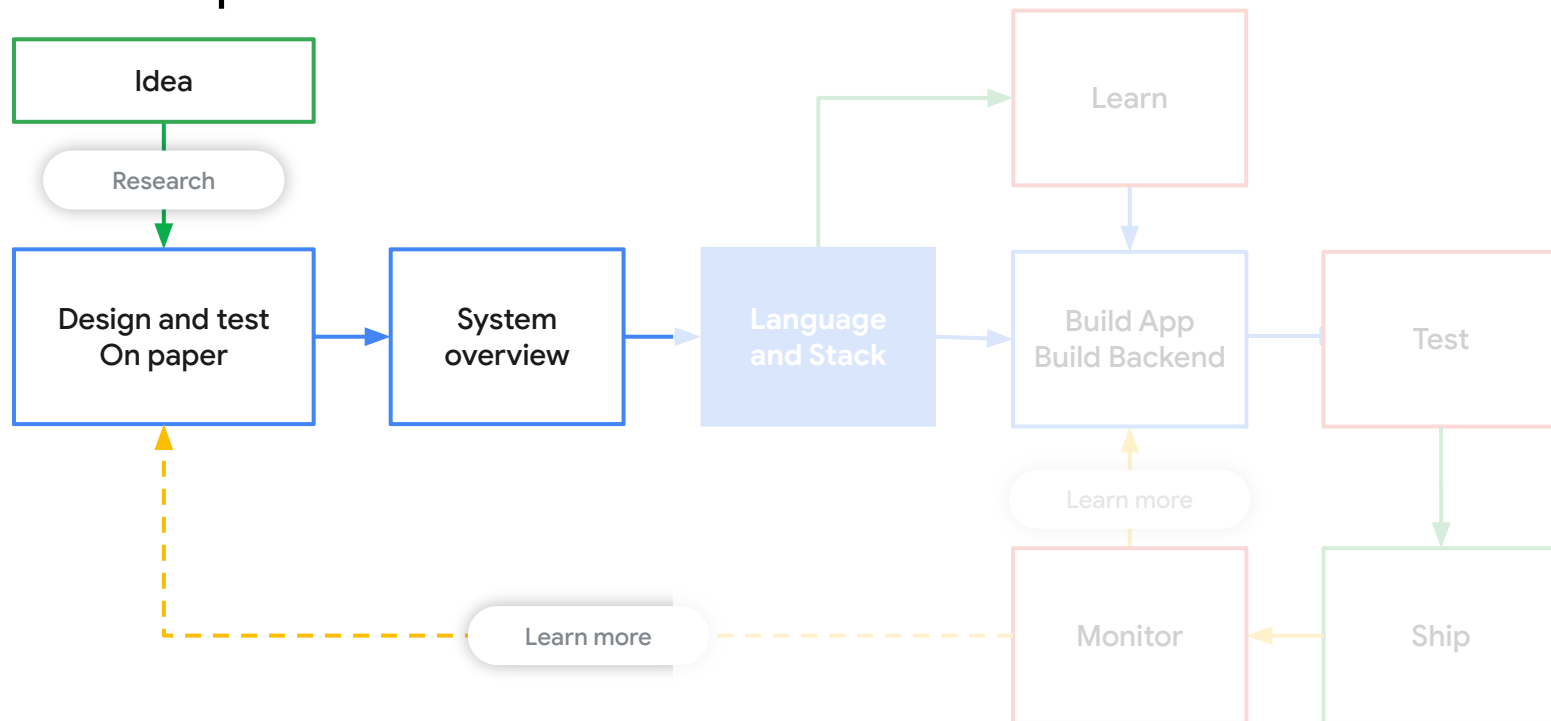 Idea
Learn
Research
Design and test
On paper
System
overview
Language
and Stack
Build App
Build Backend
Test
Learn more
Learn more
Monitor
Ship